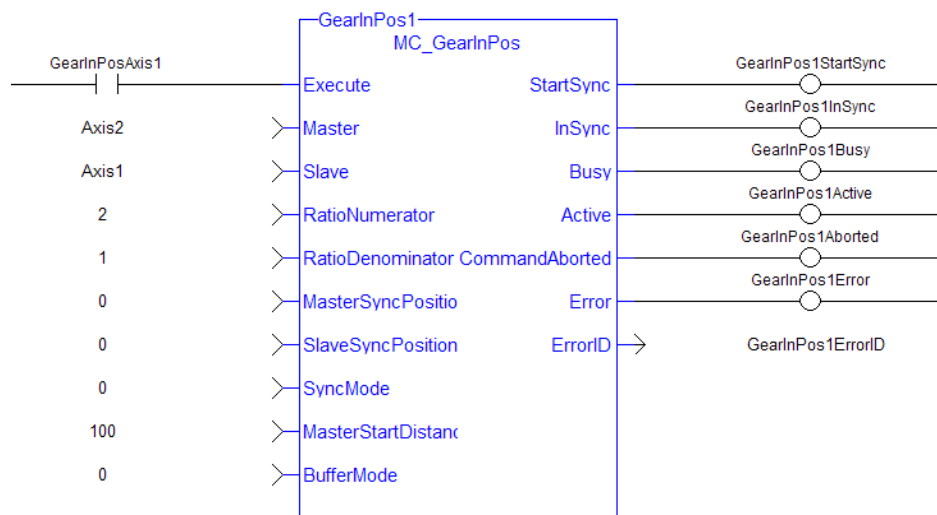 GearInPos1
MC_GearInPos
GearInPosAxis1 Execute StartSync GearInPos1StartSync
Axis2 Master InSync GearInPos1InSync
Axis1 Slave Busy GearInPos1Busy
2 RatioNumerator Active GearInPos1Active
1 RatioDenominator CommandAborted GearInPos1Aborted
0 MasterSyncPositio Error GearInPos1Error
0 SlaveSyncPosition ErrorID GearInPos1ErrorID
0 SyncMode
100 MasterStartDistanc
0 BufferMode